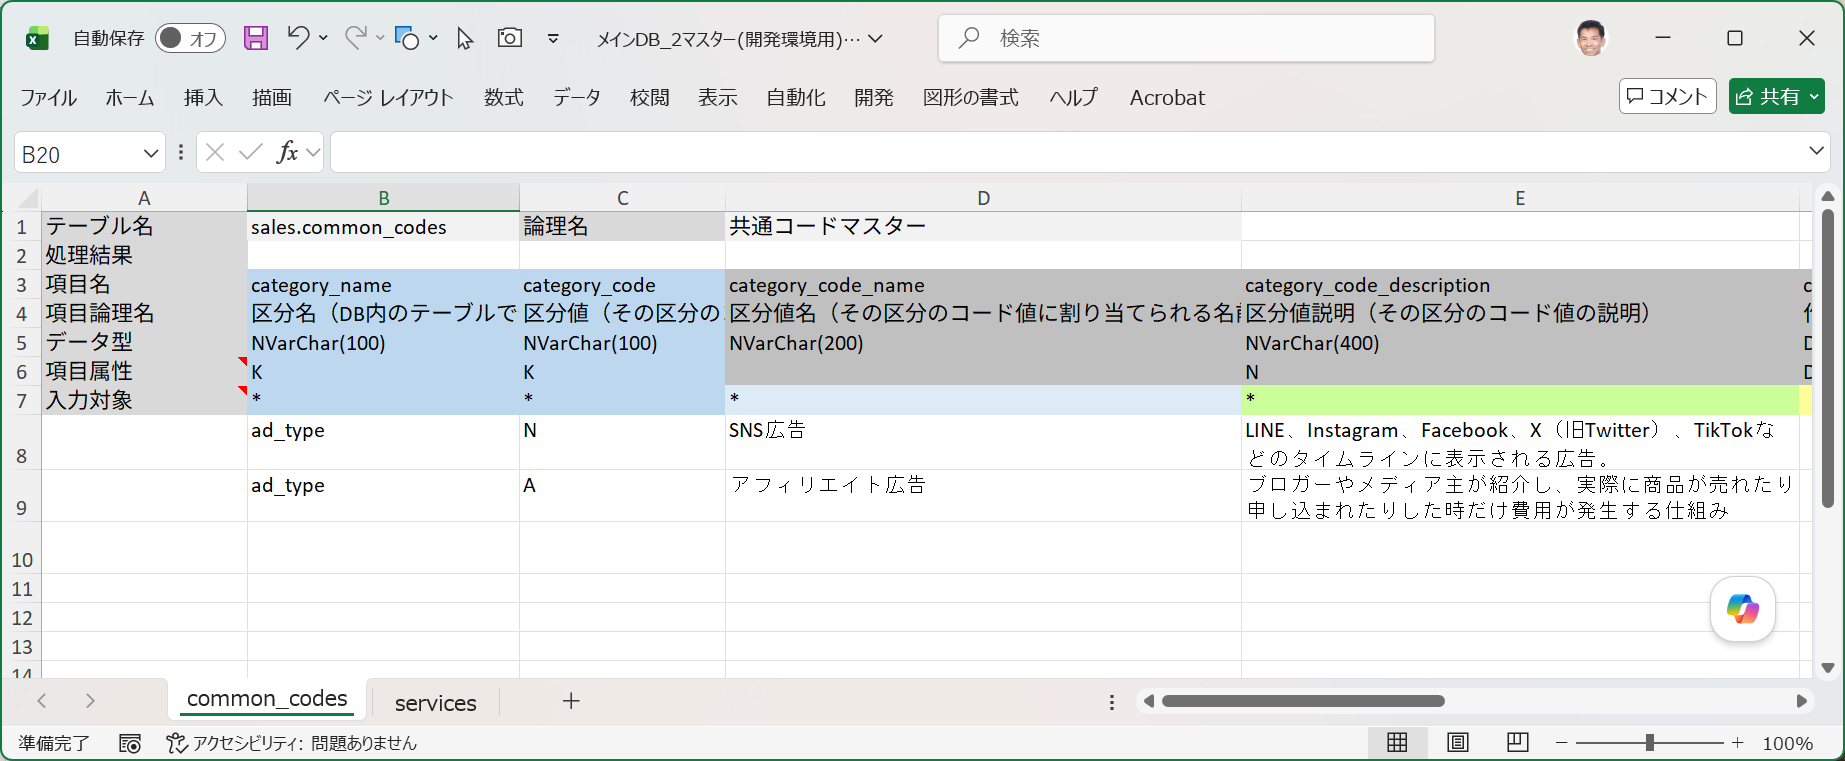 自動保存 オフ メインDB_2マスター(開発環境用)… 検索
ファイル ホーム 挿入 描画 ページ レイアウト 数式 データ 校閲 表示 自動化 開発 図形の書式 ヘルプ Acrobat コメント 共有
B20 fx
A B C D E
1 テーブル名 sales.common_codes 論理名 共通コードマスター
2 処理結果
3 項目名 category_name category_code category_code_name category_code_description
4 項目論理名 区分名（DB内のテーブルで 区分値（その区分の 区分値名（その区分のコード値に割り当てられる名前 区分値説明（その区分のコード値の説明）
5 データ型 NVarChar(100) NVarChar(100) NVarChar(200) NVarChar(400) D
6 項目属性 K K N D
7 入力対象 * * * *
8 ad_type N SNS広告 LINE、Instagram、Facebook、X（旧Twitter）、TikTokな
どのタイムラインに表示される広告。
9 ad_type A アフィリエイト広告 ブロガーやメディア主が紹介し、実際に商品が売れたり
申し込まれたりした時だけ費用が発生する仕組み
10
11
12
13
14
common_codes services
準備完了 アクセシビリティ: 問題ありません 100%